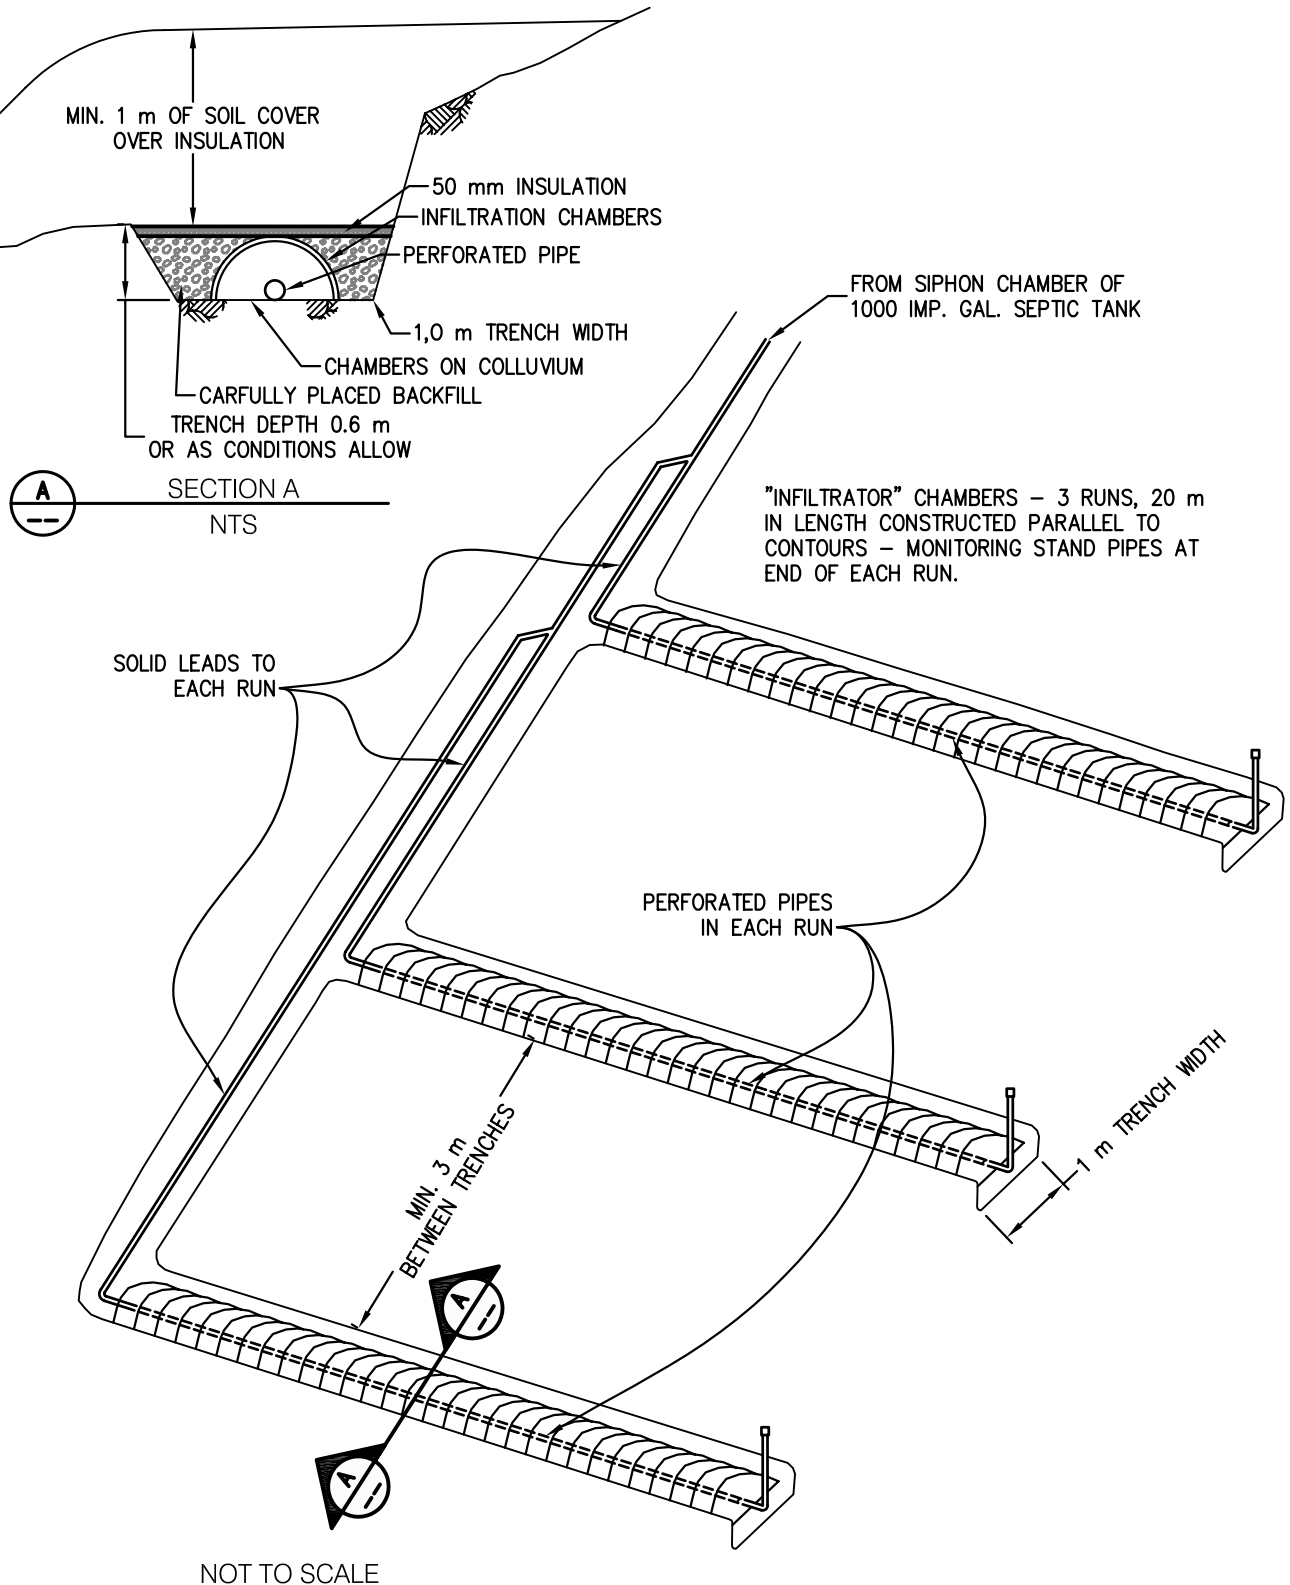 MIN. 1 m OF SOIL COVER
OVER INSULATION
50 mm INSULATION
INFILTRATION CHAMBERS
PERFORATED PIPE
1,0 m TRENCH WIDTH
CHAMBERS ON COLLUVIUM
CARFULLY PLACED BACKFILL
TRENCH DEPTH 0.6 m
OR AS CONDITIONS ALLOW
A
--
SECTION A
NTS
FROM SIPHON CHAMBER OF
1000 IMP. GAL. SEPTIC TANK
"INFILTRATOR" CHAMBERS – 3 RUNS, 20 m
IN LENGTH CONSTRUCTED PARALLEL TO
CONTOURS – MONITORING STAND PIPES AT
END OF EACH RUN.
SOLID LEADS TO
EACH RUN
PERFORATED PIPES
IN EACH RUN
1 m TRENCH WIDTH
MIN. 3 m
BETWEEN TRENCHES
A
--
A
--
NOT TO SCALE